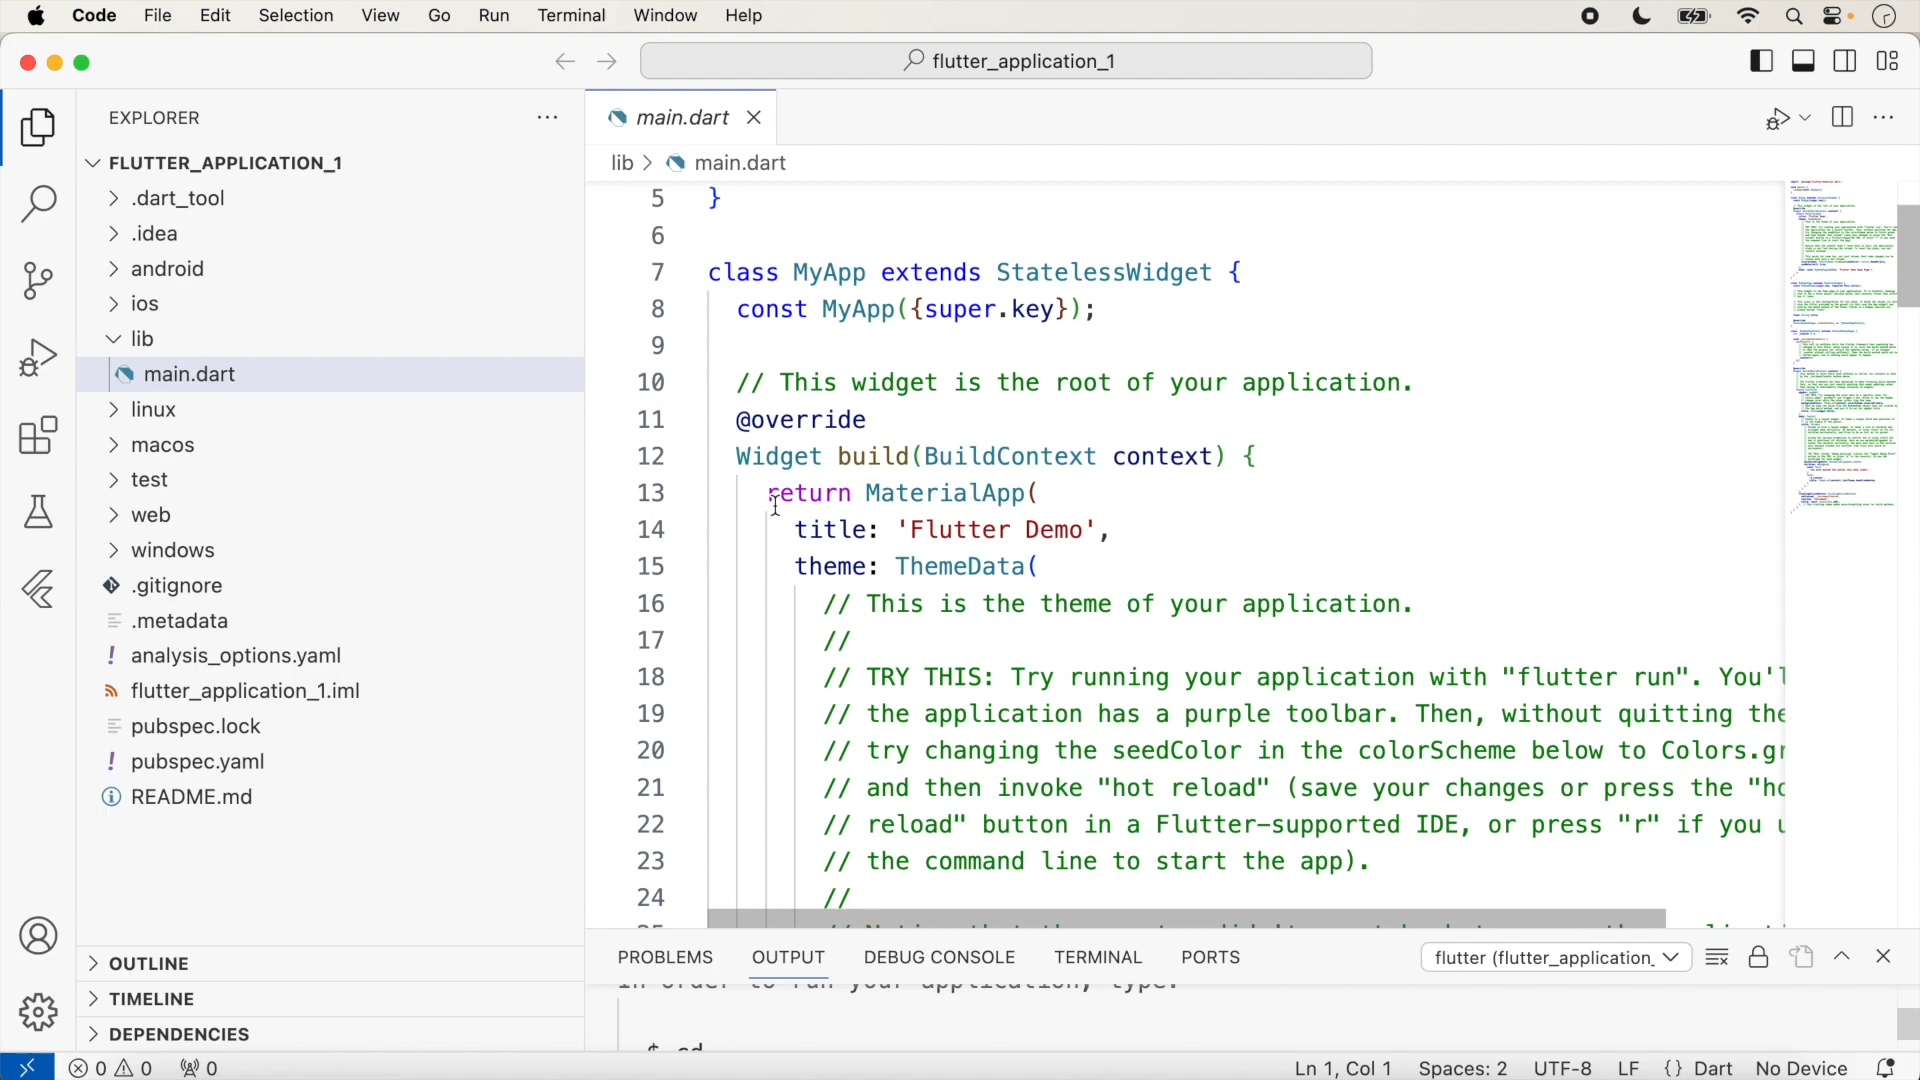 Code File Edit Selection View Go Run Terminal Window Help
flutter_application_1
EXPLORER
FLUTTER_APPLICATION_1
.dart_tool
.idea
android
ios
lib
main.dart
linux
macos
test
web
windows
.gitignore
.metadata
! analysis_options.yaml
flutter_application_1.iml
pubspec.lock
! pubspec.yaml
README.md
OUTLINE
TIMELINE
DEPENDENCIES
main.dart
lib > main.dart
5 }
6
7 class MyApp extends StatelessWidget {
8 const MyApp({super.key});
9
10 // This widget is the root of your application.
11 @override
12 Widget build(BuildContext context) {
13 return MaterialApp(
14 title: 'Flutter Demo',
15 theme: ThemeData(
16 // This is the theme of your application.
17 //
18 // TRY THIS: Try running your application with "flutter run". You'l
19 // the application has a purple toolbar. Then, without quitting the
20 // try changing the seedColor in the colorScheme below to Colors.gr
21 // and then invoke "hot reload" (save your changes or press the "ho
22 // reload" button in a Flutter-supported IDE, or press "r" if you u
23 // the command line to start the app).
24 //
PROBLEMS OUTPUT DEBUG CONSOLE TERMINAL PORTS
flutter (flutter_application_
In order to run your application, type:
$ cd
0 0 0
Ln 1, Col 1 Spaces: 2 UTF-8 LF {} Dart No Device